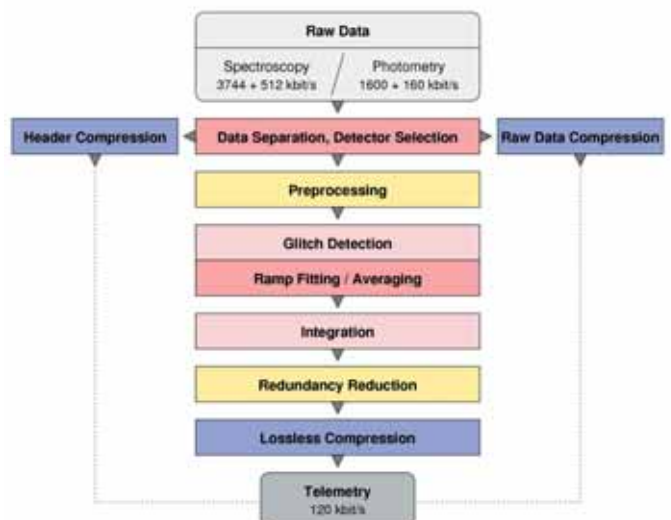 Raw Data
Spectroscopy
3744 + 512 kbit/s
Photometry
1600 + 160 kbit/s
Header Compression
Data Separation, Detector Selection
Raw Data Compression
Preprocessing
Glitch Detection
Ramp Fitting / Averaging
Integration
Redundancy Reduction
Lossless Compression
Telemetry
120 kbit/s